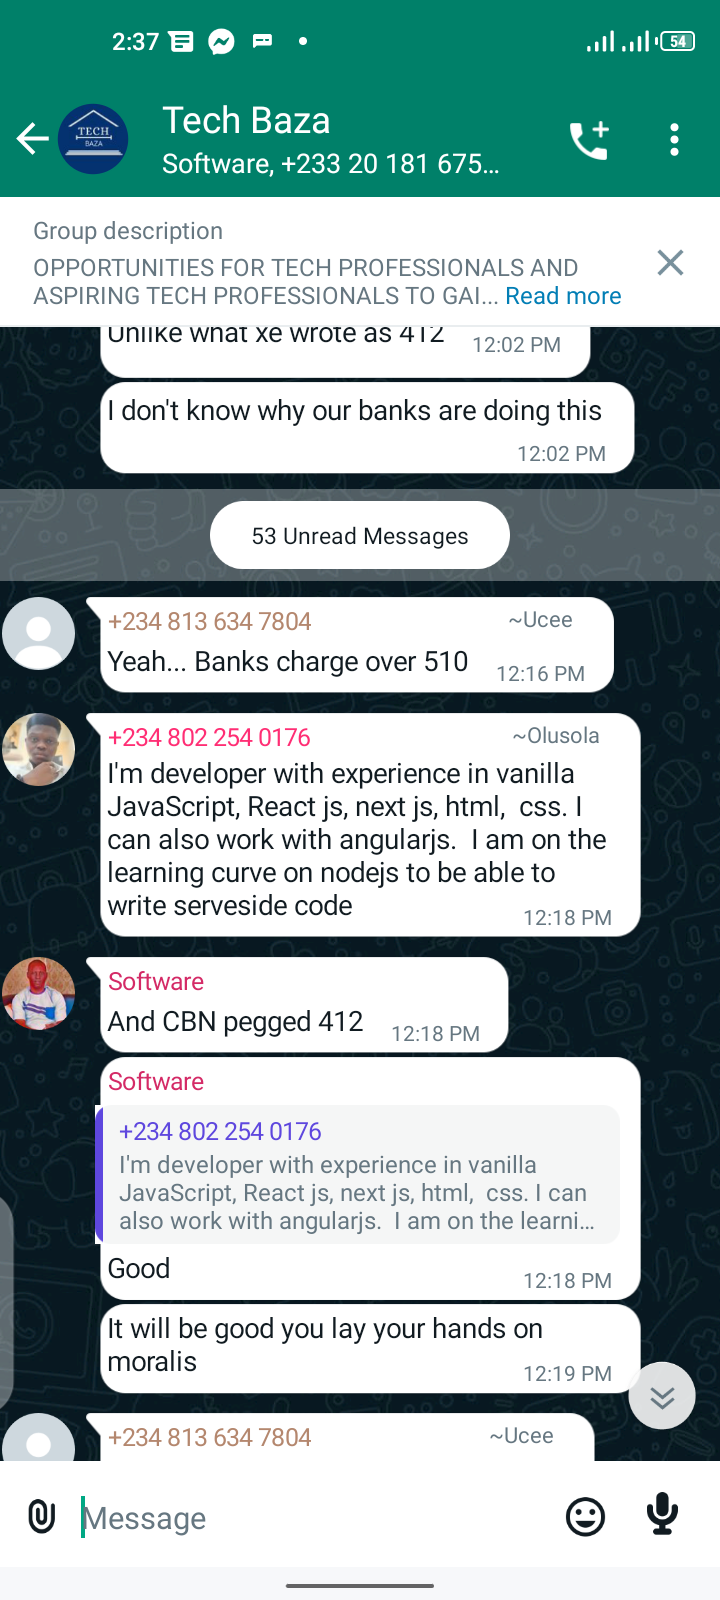 2:37
54
TECH
BAZA
Tech Baza
Software, +233 20 181 675...
Group description
OPPORTUNITIES FOR TECH PROFESSIONALS AND
ASPIRING TECH PROFESSIONALS TO GAI... Read more
Unlike what xe wrote as 412
12:02 PM
I don't know why our banks are doing this
12:02 PM
53 Unread Messages
+234 813 634 7804 ~Ucee
Yeah... Banks charge over 510
12:16 PM
+234 802 254 0176 ~Olusola
I'm developer with experience in vanilla
JavaScript, React js, next js, html,  css. I
can also work with angularjs.  I am on the
learning curve on nodejs to be able to
write serveside code
12:18 PM
Software
And CBN pegged 412
12:18 PM
Software
+234 802 254 0176
I'm developer with experience in vanilla
JavaScript, React js, next js, html,  css. I can
also work with angularjs.  I am on the learni...
Good
12:18 PM
It will be good you lay your hands on
moralis
12:19 PM
+234 813 634 7804 ~Ucee
Message